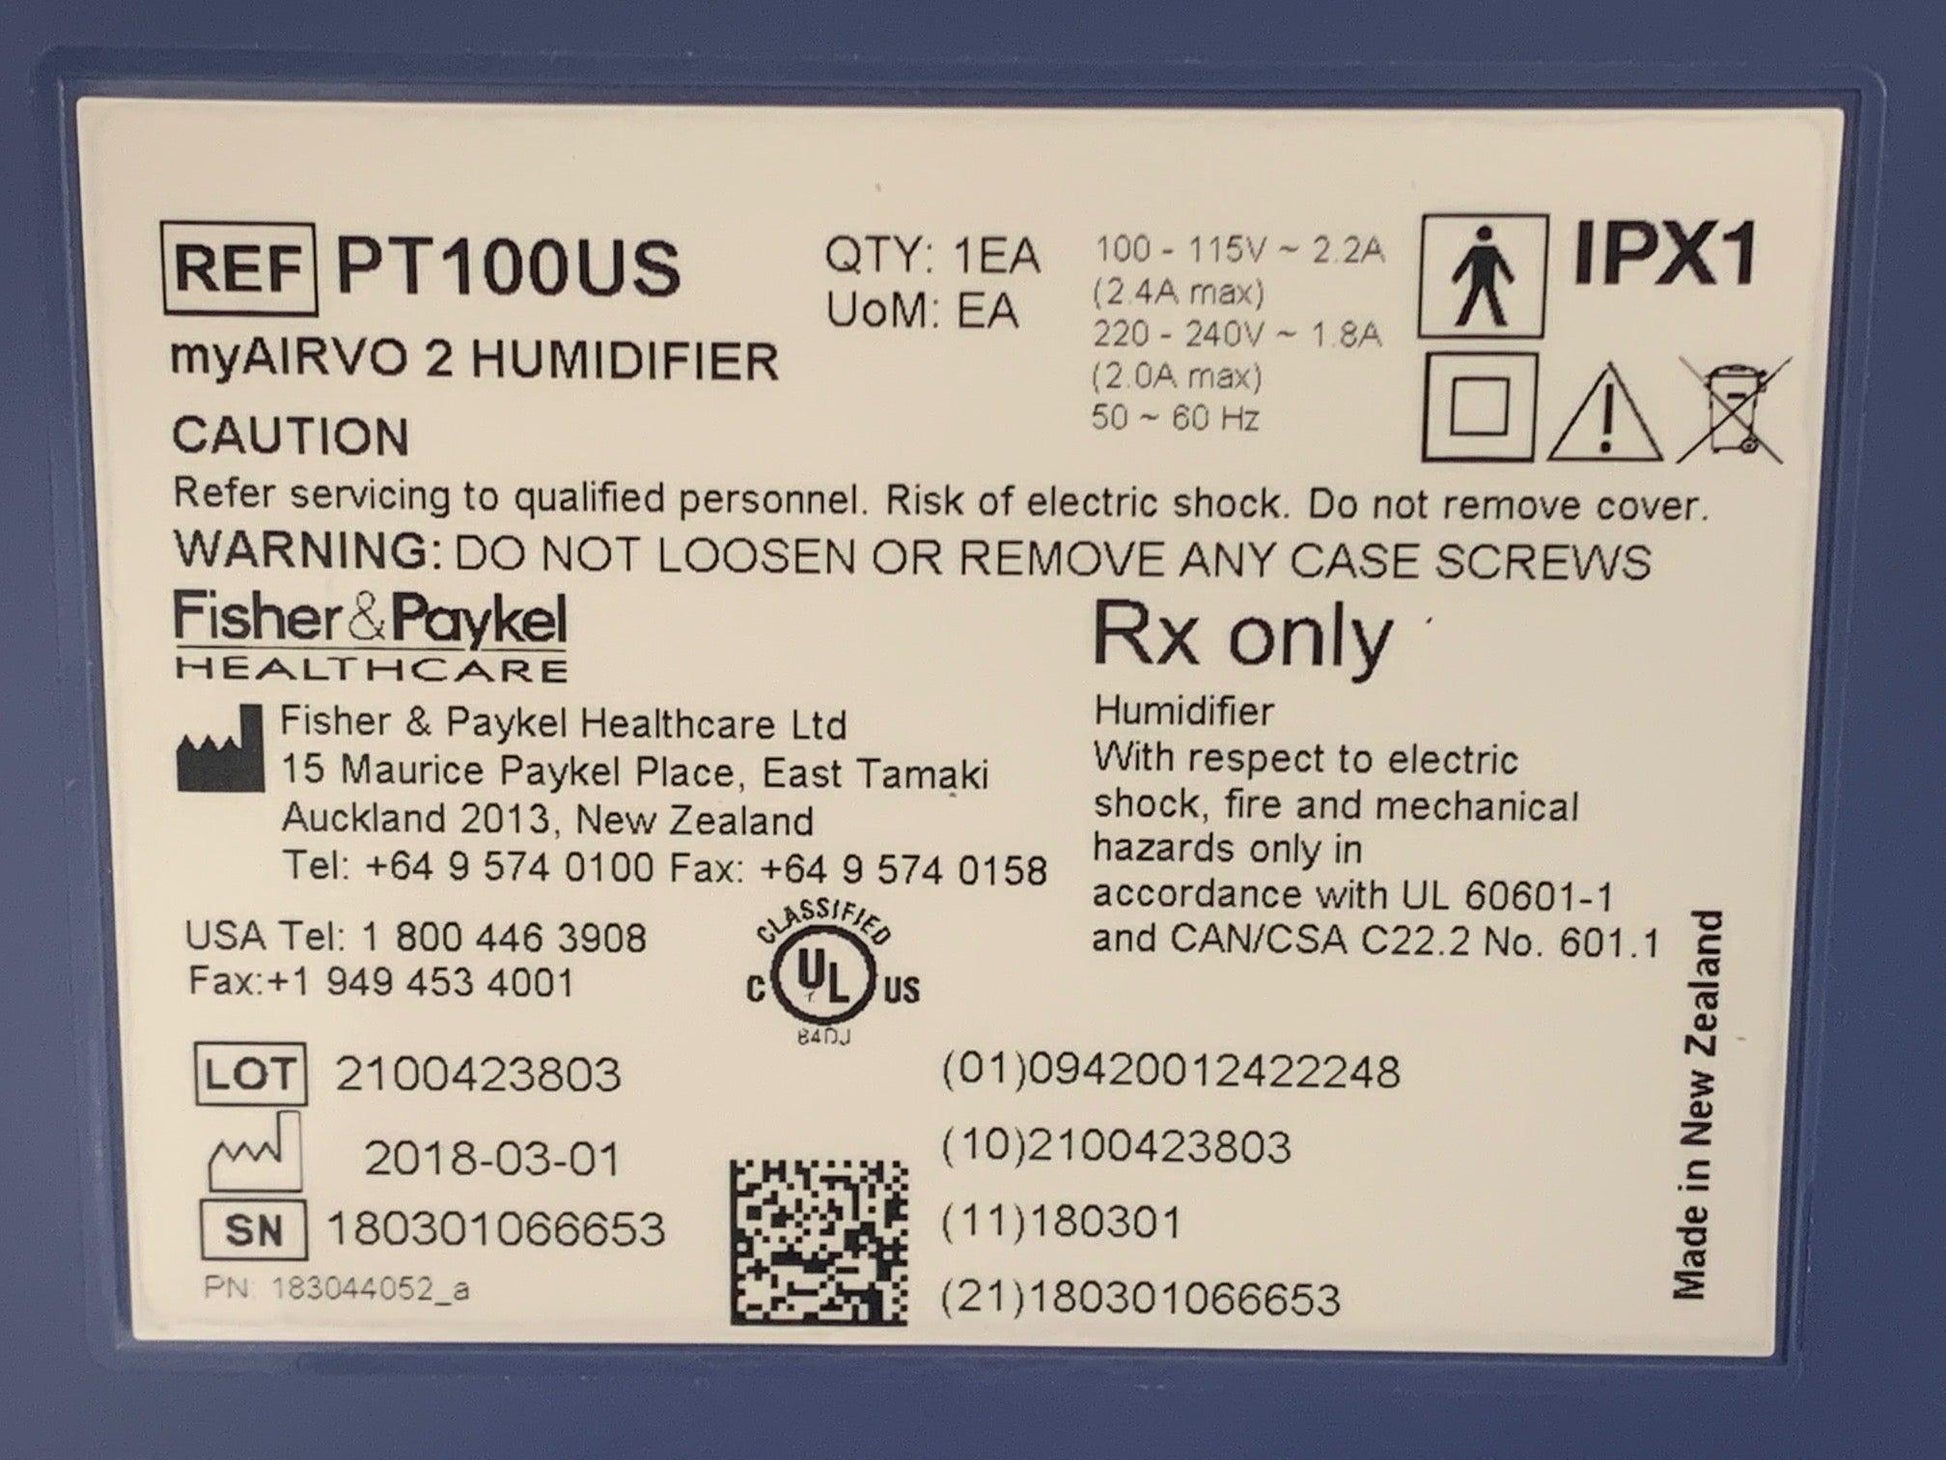 REF PT100US
myAIRVO 2 HUMIDIFIER
QTY: 1EA
UoM: EA
100 - 115V ~ 2.2A
(2.4A max)
220 - 240V ~ 1.8A
(2.0A max)
50 ~ 60 Hz
IPX1
CAUTION
Refer servicing to qualified personnel. Risk of electric shock. Do not remove cover.
WARNING: DO NOT LOOSEN OR REMOVE ANY CASE SCREWS
Fisher&Paykel
HEALTHCARE
Fisher & Paykel Healthcare Ltd
15 Maurice Paykel Place, East Tamaki
Auckland 2013, New Zealand
Tel: +64 9 574 0100 Fax: +64 9 574 0158
USA Tel: 1 800 446 3908
Fax:+1 949 453 4001
CLASSIFIED
C UL US
84DJ
Rx only
Humidifier
With respect to electric
shock, fire and mechanical
hazards only in
accordance with UL 60601-1
and CAN/CSA C22.2 No. 601.1
LOT 2100423803
2018-03-01
SN 180301066653
PN: 183044052_a
(01)09420012422248
(10)2100423803
(11)180301
(21)180301066653
Made in New Zealand